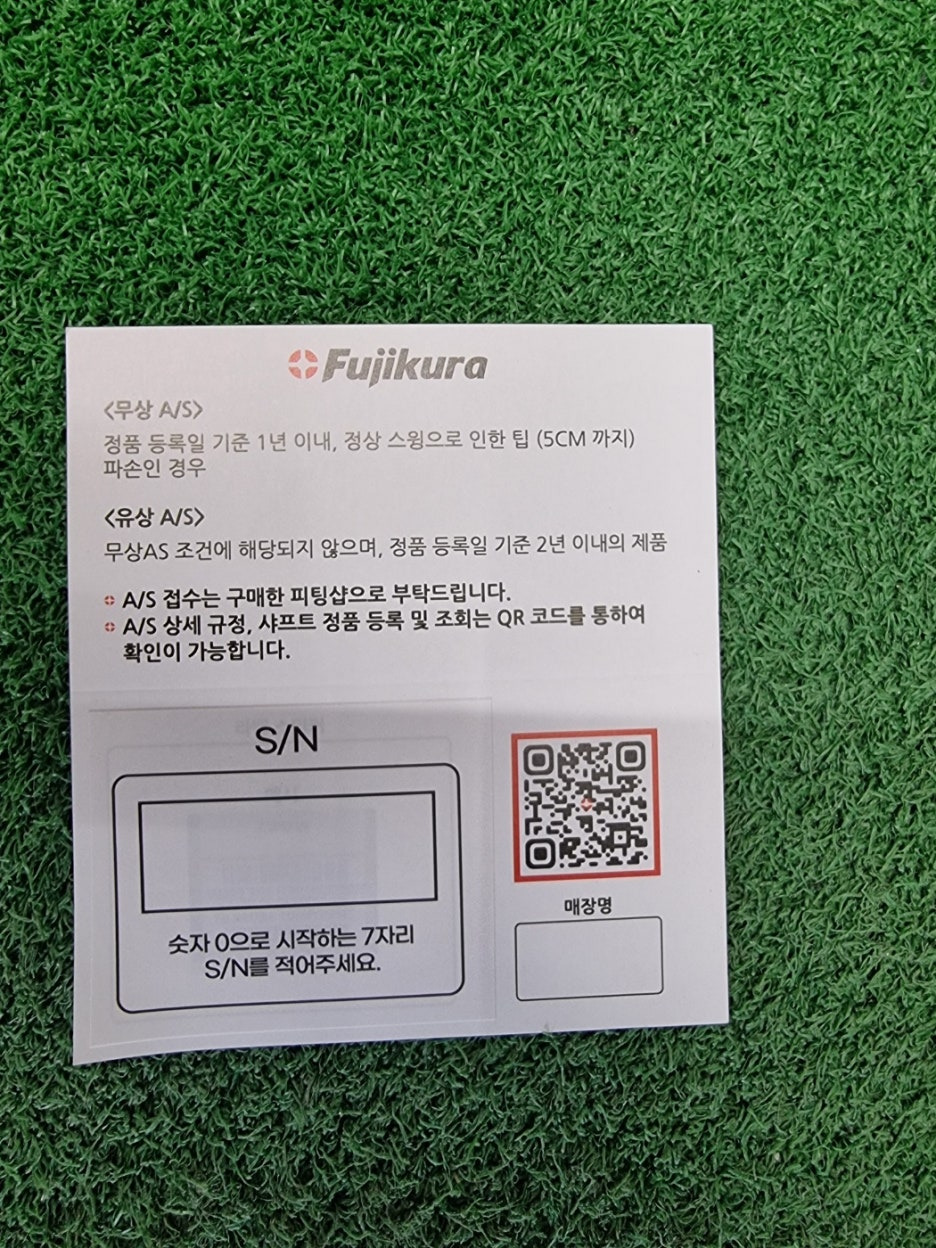 Fujikura
<무상 A/S>
정품 등록일 기준 1년 이내, 정상 스윙으로 인한 팁 (5CM 까지)
파손인 경우
<유상 A/S>
무상AS 조건에 해당되지 않으며, 정품 등록일 기준 2년 이내의 제품
A/S 접수는 구매한 피팅샵으로 부탁드립니다.
A/S 상세 규정, 샤프트 정품 등록 및 조회는 QR 코드를 통하여
확인이 가능합니다.
S/N
숫자 0으로 시작하는 7자리
S/N를 적어주세요.
매장명